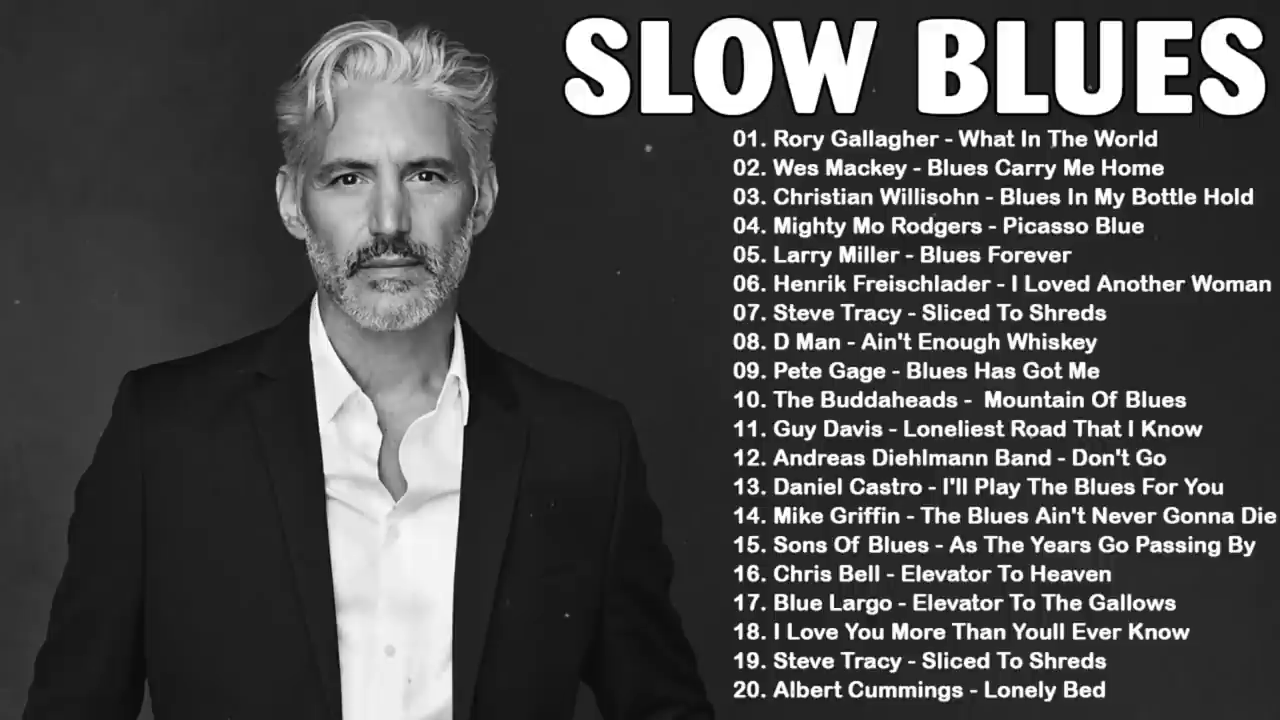 SLOW BLUES
01. Rory Gallagher - What In The World
02. Wes Mackey - Blues Carry Me Home
03. Christian Willisohn - Blues In My Bottle Hold
04. Mighty Mo Rodgers - Picasso Blue
05. Larry Miller - Blues Forever
06. Henrik Freischlader - I Loved Another Woman
07. Steve Tracy - Sliced To Shreds
08. D Man - Ain't Enough Whiskey
09. Pete Gage - Blues Has Got Me
10. The Buddaheads -  Mountain Of Blues
11. Guy Davis - Loneliest Road That I Know
12. Andreas Diehlmann Band - Don't Go
13. Daniel Castro - I'll Play The Blues For You
14. Mike Griffin - The Blues Ain't Never Gonna Die
15. Sons Of Blues - As The Years Go Passing By
16. Chris Bell - Elevator To Heaven
17. Blue Largo - Elevator To The Gallows
18. I Love You More Than Youll Ever Know
19. Steve Tracy - Sliced To Shreds
20. Albert Cummings - Lonely Bed